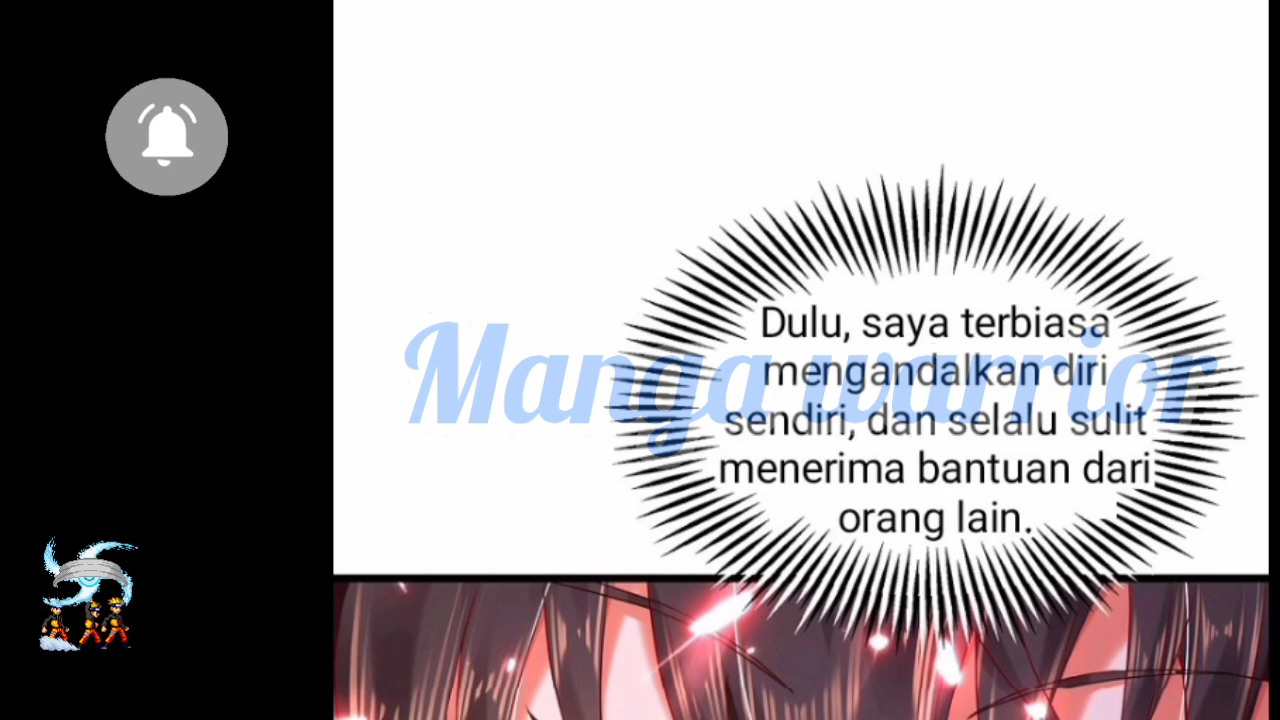 Dulu, saya terbiasa
mengandalkan diri
sendiri, dan selalu sulit
menerima bantuan dari
orang lain.
Manga warrior